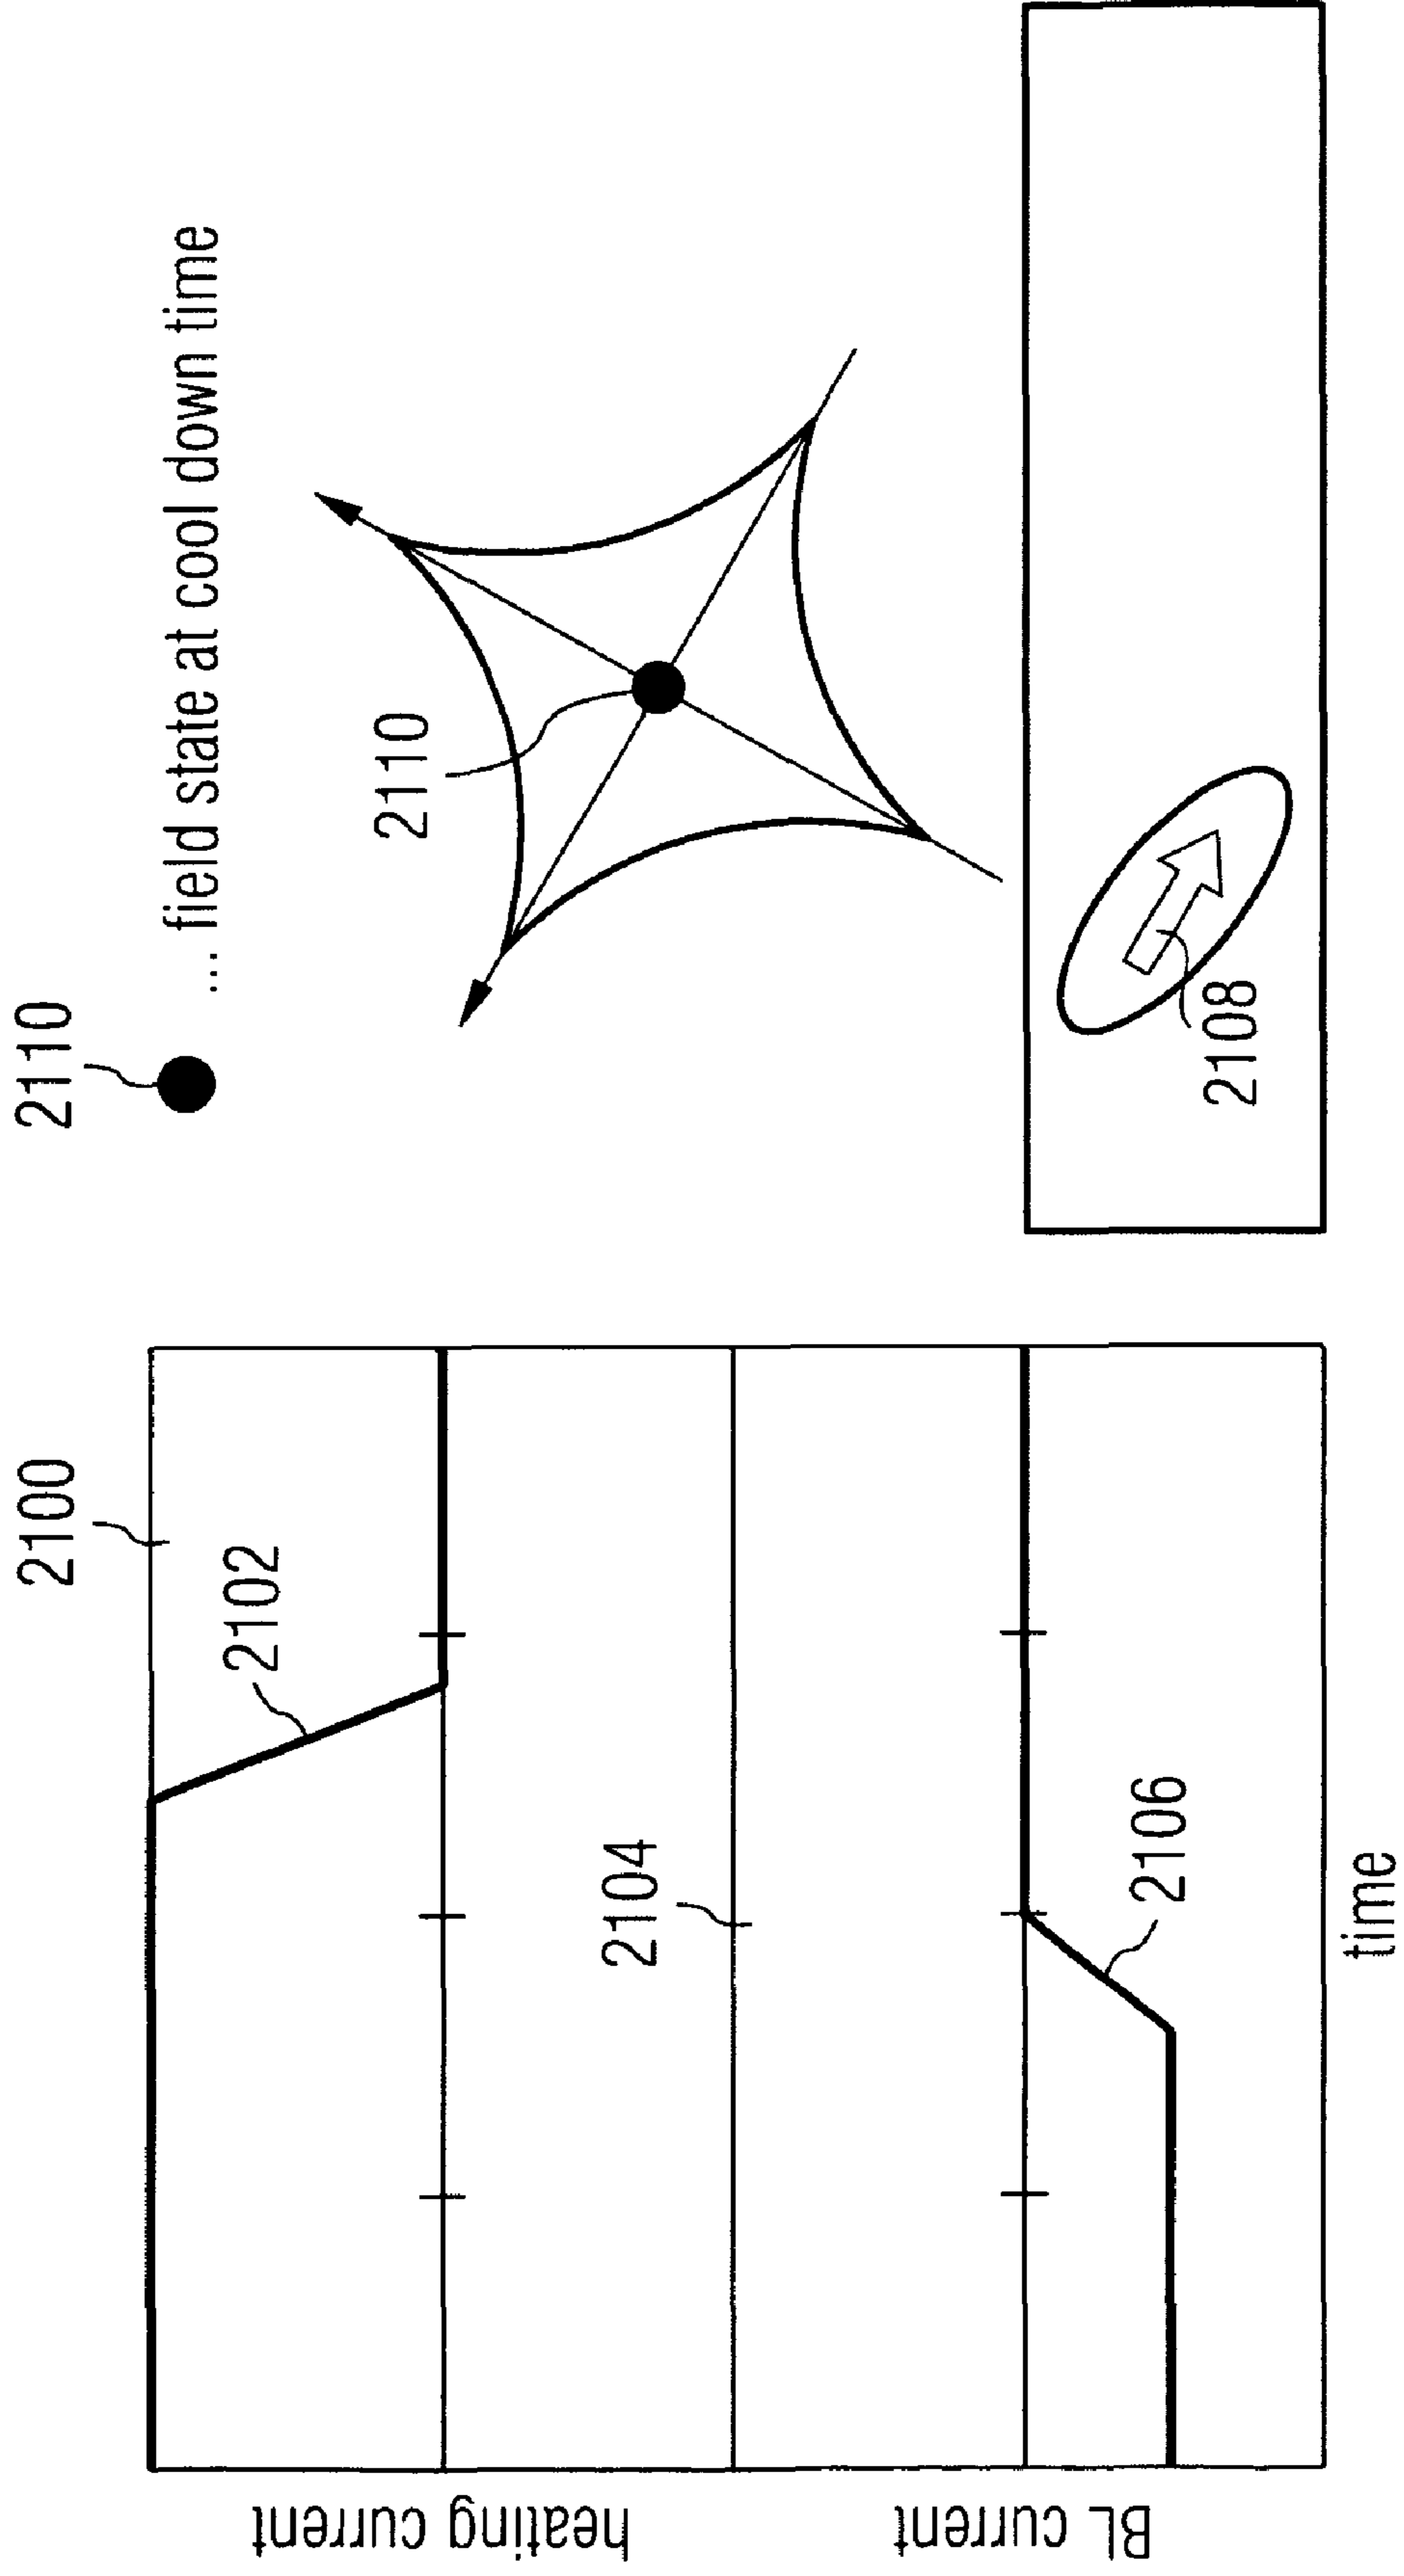 2100
2102
heating current
2104
2106
BL current
time
2110
... field state at cool down time
2110
2108